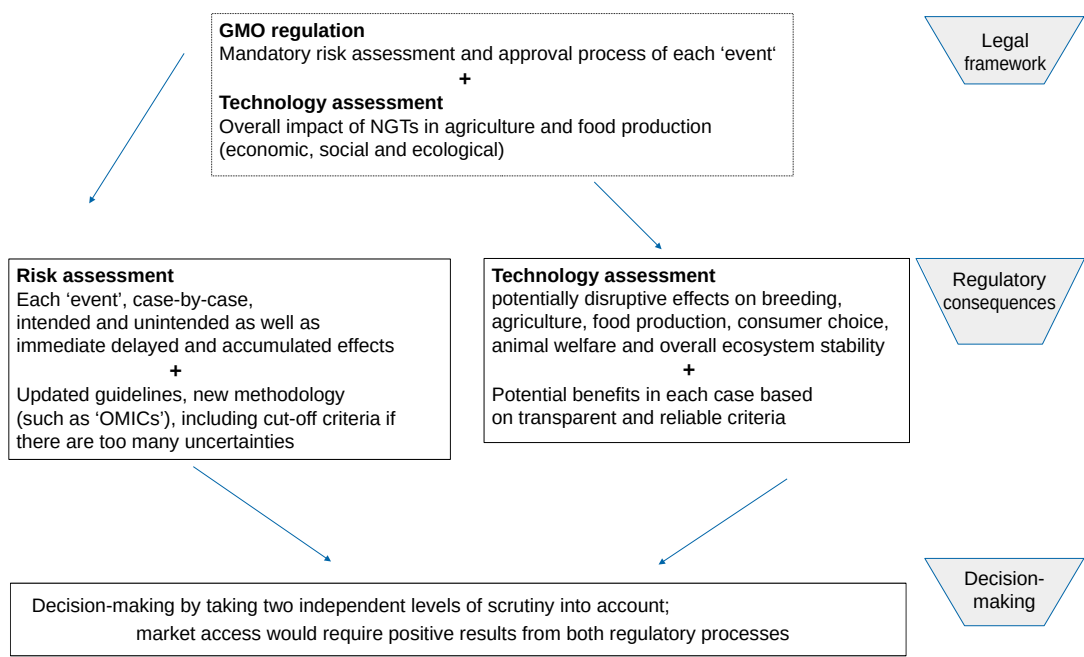 GMO regulation
Mandatory risk assessment and approval process of each ‘event‘
+
Technology assessment
Overall impact of NGTs in agriculture and food production
(economic, social and ecological)
Legal
framework
Risk assessment
Each ‘event’, case-by-case,
intended and unintended as well as
immediate delayed and accumulated effects
+
Updated guidelines, new methodology
(such as ‘OMICs’), including cut-off criteria if
there are too many uncertainties
Technology assessment
potentially disruptive effects on breeding,
agriculture, food production, consumer choice,
animal welfare and overall ecosystem stability
+
Potential benefits in each case based
on transparent and reliable criteria
Regulatory
consequences
Decision-making by taking two independent levels of scrutiny into account;
market access would require positive results from both regulatory processes
Decision-
making